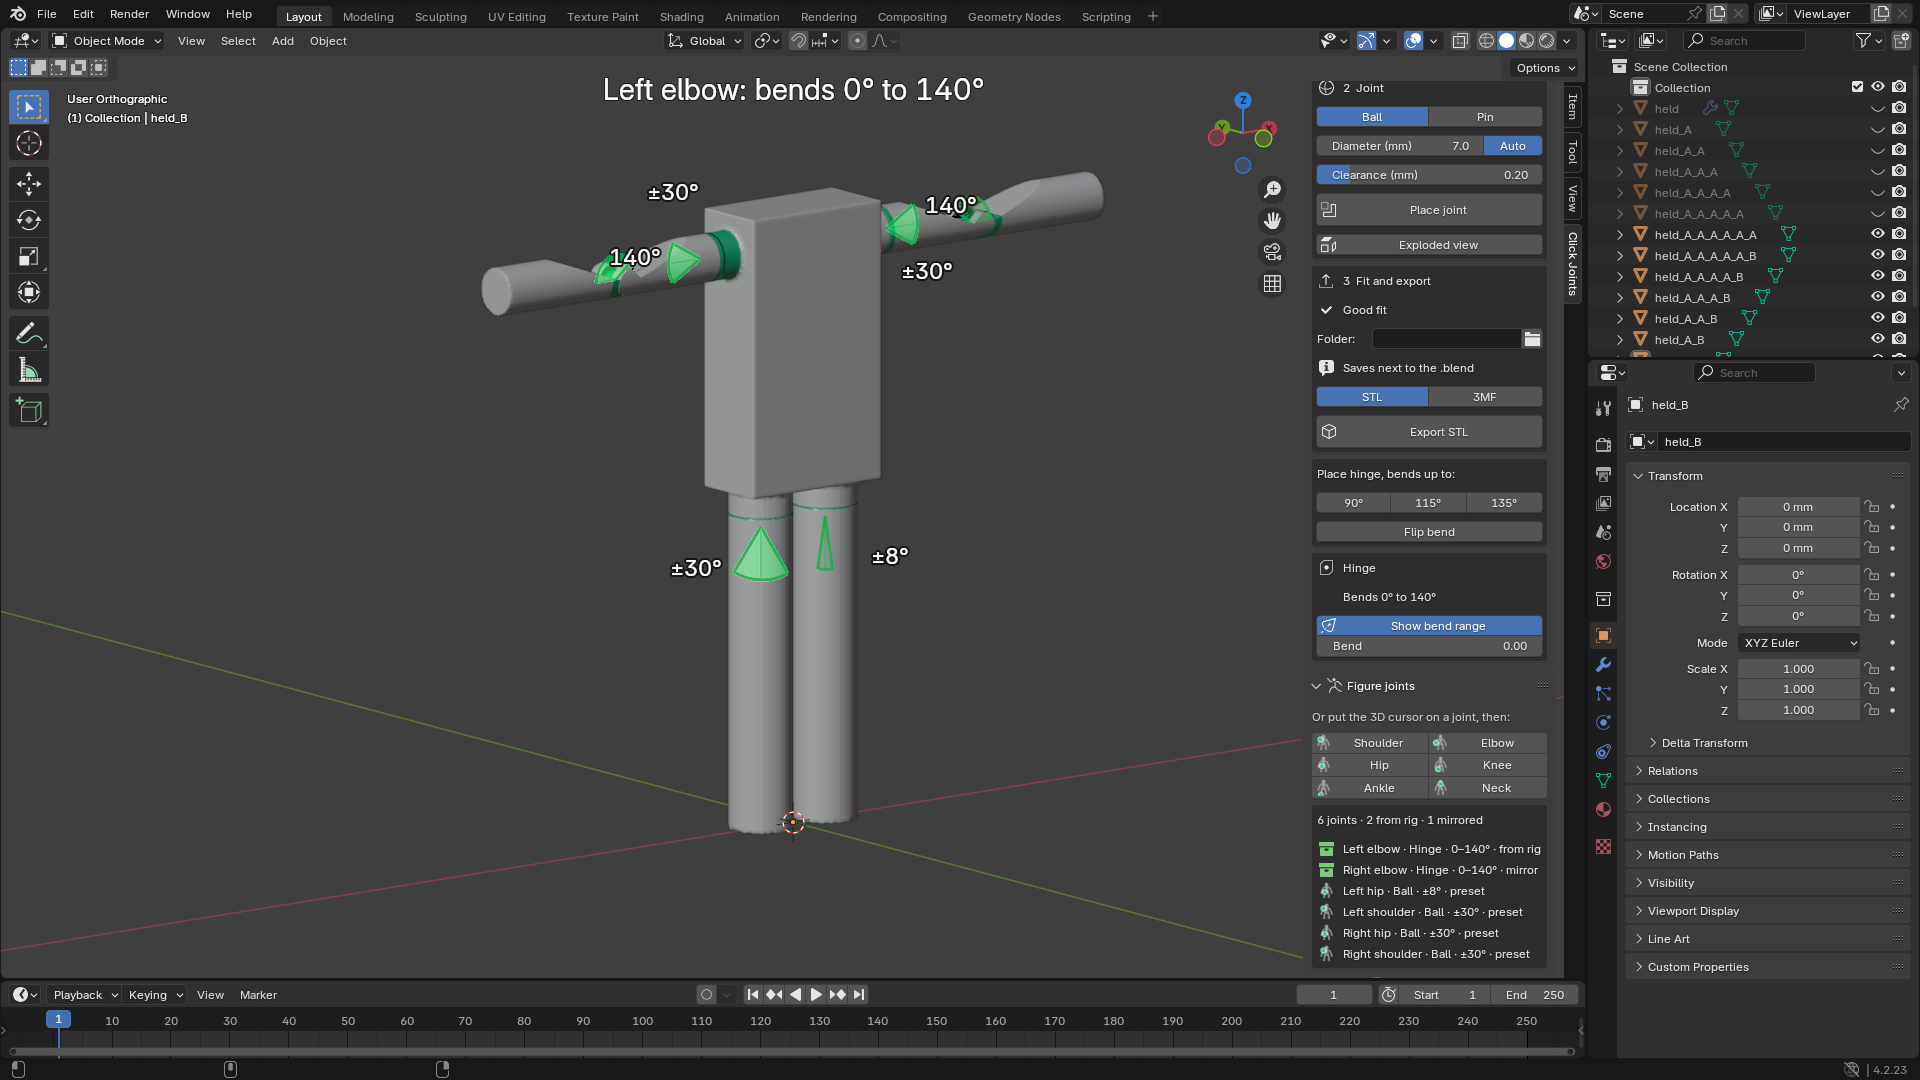 File Edit Render Window Help
Layout Modeling Sculpting UV Editing Texture Paint Shading Animation Rendering Compositing Geometry Nodes Scripting
Scene
ViewLayer
Object Mode View Select Add Object
Global
Options
User Orthographic
(1) Collection | held_B
Left elbow: bends 0° to 140°
Z
Y
X
±30°
140°
140°
±30°
±30°
±8°
Item
Tool
View
Click Joints
2 Joint
Ball Pin
Diameter (mm) 7.0 Auto
Clearance (mm) 0.20
Place joint
Exploded view
3 Fit and export
Good fit
Folder:
Saves next to the .blend
STL 3MF
Export STL
Place hinge, bends up to:
90° 115° 135°
Flip bend
Hinge
Bends 0° to 140°
Show bend range
Bend 0.00
Figure joints
Or put the 3D cursor on a joint, then:
Shoulder Elbow
Hip Knee
Ankle Neck
6 joints · 2 from rig · 1 mirrored
Left elbow · Hinge · 0–140° · from rig
Right elbow · Hinge · 0–140° · mirror
Left hip · Ball · ±8° · preset
Left shoulder · Ball · ±30° · preset
Right hip · Ball · ±30° · preset
Right shoulder · Ball · ±30° · preset
Search
Scene Collection
Collection
held
held_A
held_A_A
held_A_A_A
held_A_A_A_A
held_A_A_A_A_A
held_A_A_A_A_A_A
held_A_A_A_A_A_B
held_A_A_A_A_B
held_A_A_A_B
held_A_A_B
held_A_B
Search
held_B
held_B
Transform
Location X 0 mm
Y 0 mm
Z 0 mm
Rotation X 0°
Y 0°
Z 0°
Mode XYZ Euler
Scale X 1.000
Y 1.000
Z 1.000
Delta Transform
Relations
Collections
Instancing
Motion Paths
Visibility
Viewport Display
Line Art
Custom Properties
Playback Keying View Marker
1 Start 1 End 250
1 10 20 30 40 50 60 70 80 90 100 110 120 130 140 150 160 170 180 190 200 210 220 230 240 250
4.2.23